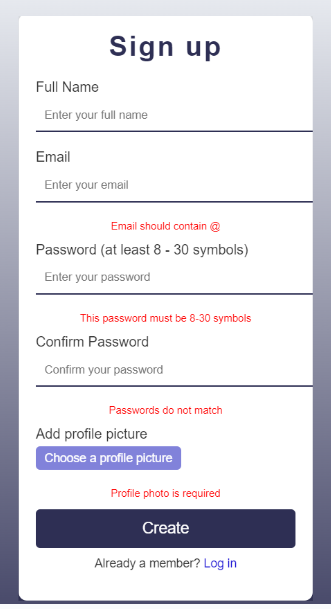 Sign up
Full Name
Enter your full name
Email
Enter your email
Email should contain @
Password (at least 8 - 30 symbols)
Enter your password
This password must be 8-30 symbols
Confirm Password
Confirm your password
Passwords do not match
Add profile picture
Choose a profile picture
Profile photo is required
Create
Already a member? Log in